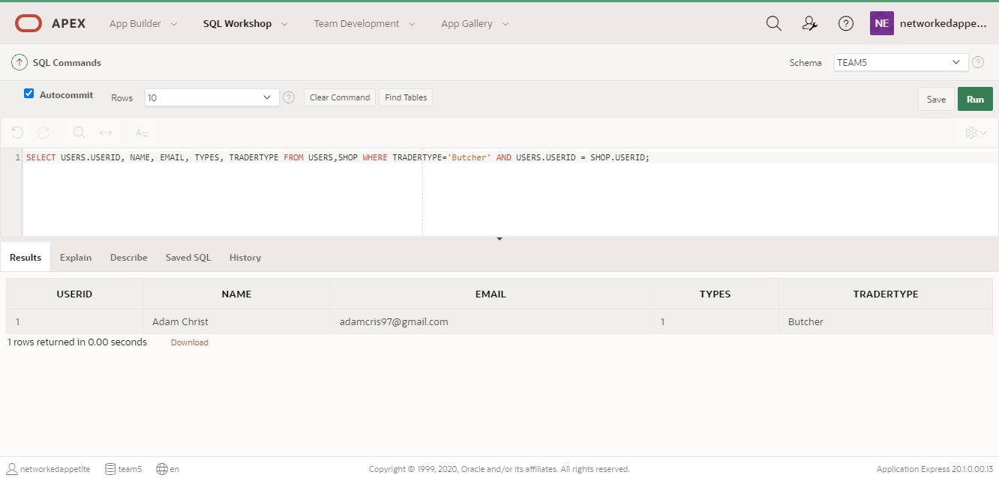 APEX App Builder SQL Workshop Team Development App Gallery NE networkedappe...
SQL Commands Schema TEAM5
Autocommit Rows 10 Clear Command Find Tables Save Run
1 SELECT USERS.USERID, NAME, EMAIL, TYPES, TRADERTYPE FROM USERS,SHOP WHERE TRADERTYPE='Butcher' AND USERS.USERID = SHOP.USERID;
Results Explain Describe Saved SQL History
USERID NAME EMAIL TYPES TRADERTYPE
1 Adam Christ adamcris97@gmail.com 1 Butcher
1 rows returned in 0.00 seconds Download
networkedappetite team5 en Copyright © 1999, 2020, Oracle and/or its affiliates. All rights reserved. Application Express 20.1.0.00.13